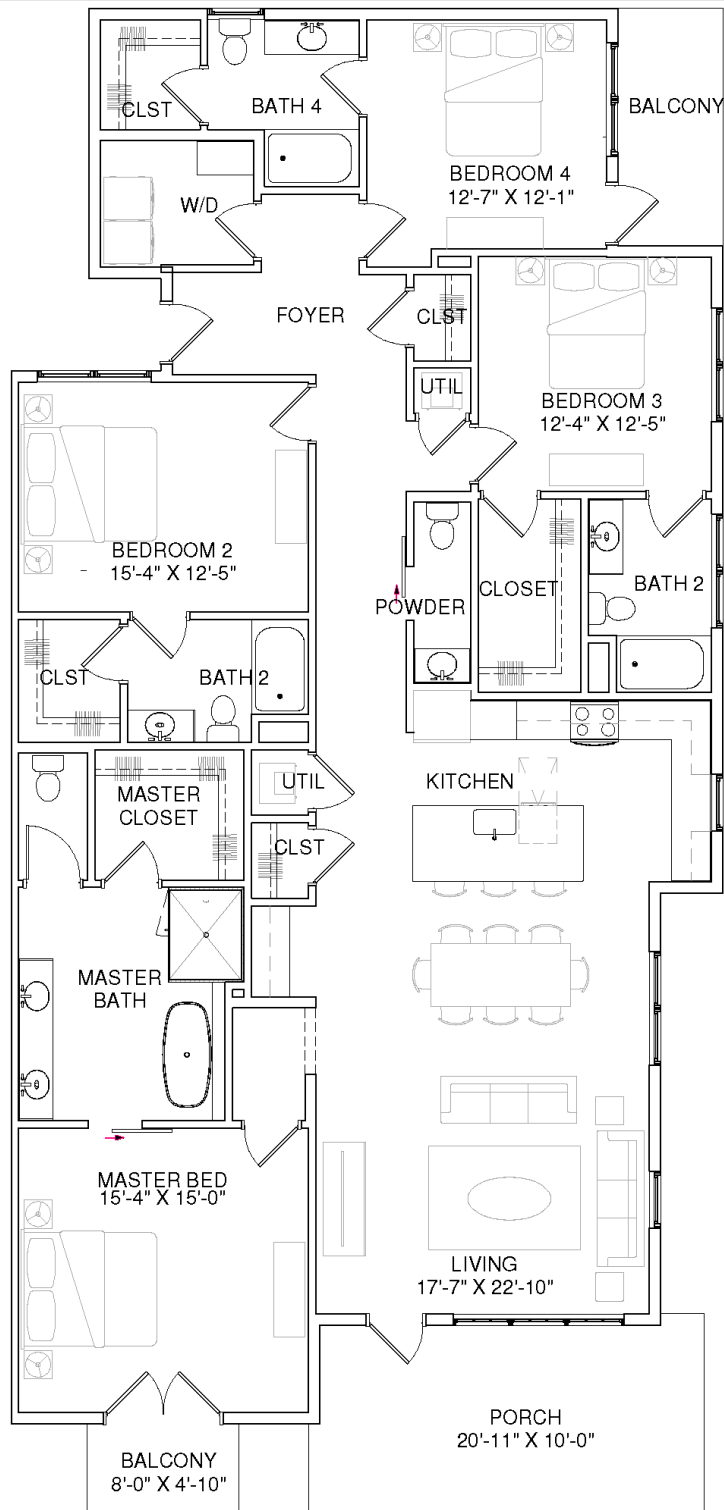 CLST
BATH 4
BALCONY
BEDROOM 4
12'-7" X 12'-1"
W/D
FOYER
CLST
UTIL
BEDROOM 3
12'-4" X 12'-5"
BEDROOM 2
15'-4" X 12'-5"
CLOSET
BATH 2
POWDER
CLST
BATH 2
UTIL
KITCHEN
MASTER
CLOSET
CLST
MASTER
BATH
MASTER BED
15'-4" X 15'-0"
LIVING
17'-7" X 22'-10"
PORCH
20'-11" X 10'-0"
BALCONY
8'-0" X 4'-10"